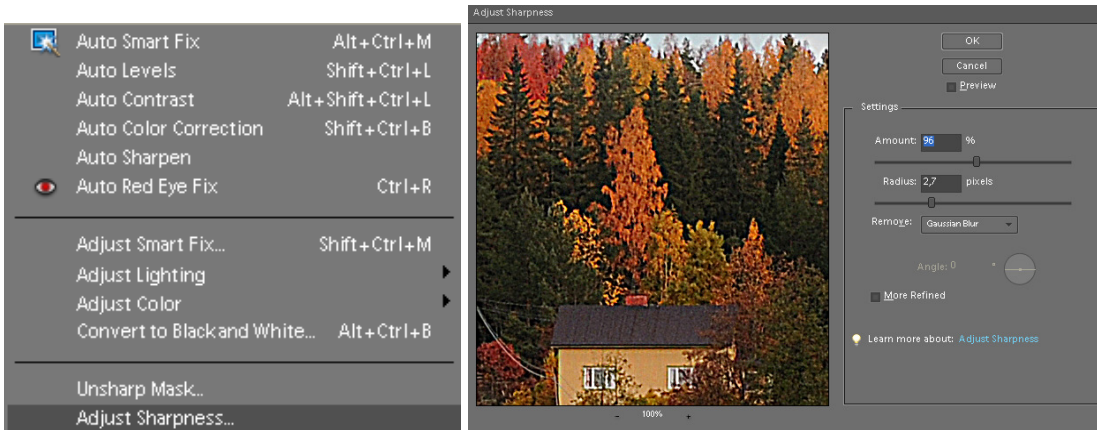 Auto Smart Fix Alt+Ctrl+M
Auto Levels Shift+Ctrl+L
Auto Contrast Alt+Shift+Ctrl+L
Auto Color Correction Shift+Ctrl+B
Auto Sharpen
Auto Red Eye Fix Ctrl+R
Adjust Smart Fix... Shift+Ctrl+M
Adjust Lighting
Adjust Color
Convert to Black and White... Alt+Ctrl+B
Unsharp Mask...
Adjust Sharpness...
Adjust Sharpness
OK
Cancel
Preview
Settings
Amount: 96 %
Radius: 2,7 pixels
Remove: Gaussian Blur
Angle: 0 °
More Refined
Learn more about: Adjust Sharpness
- 100% +